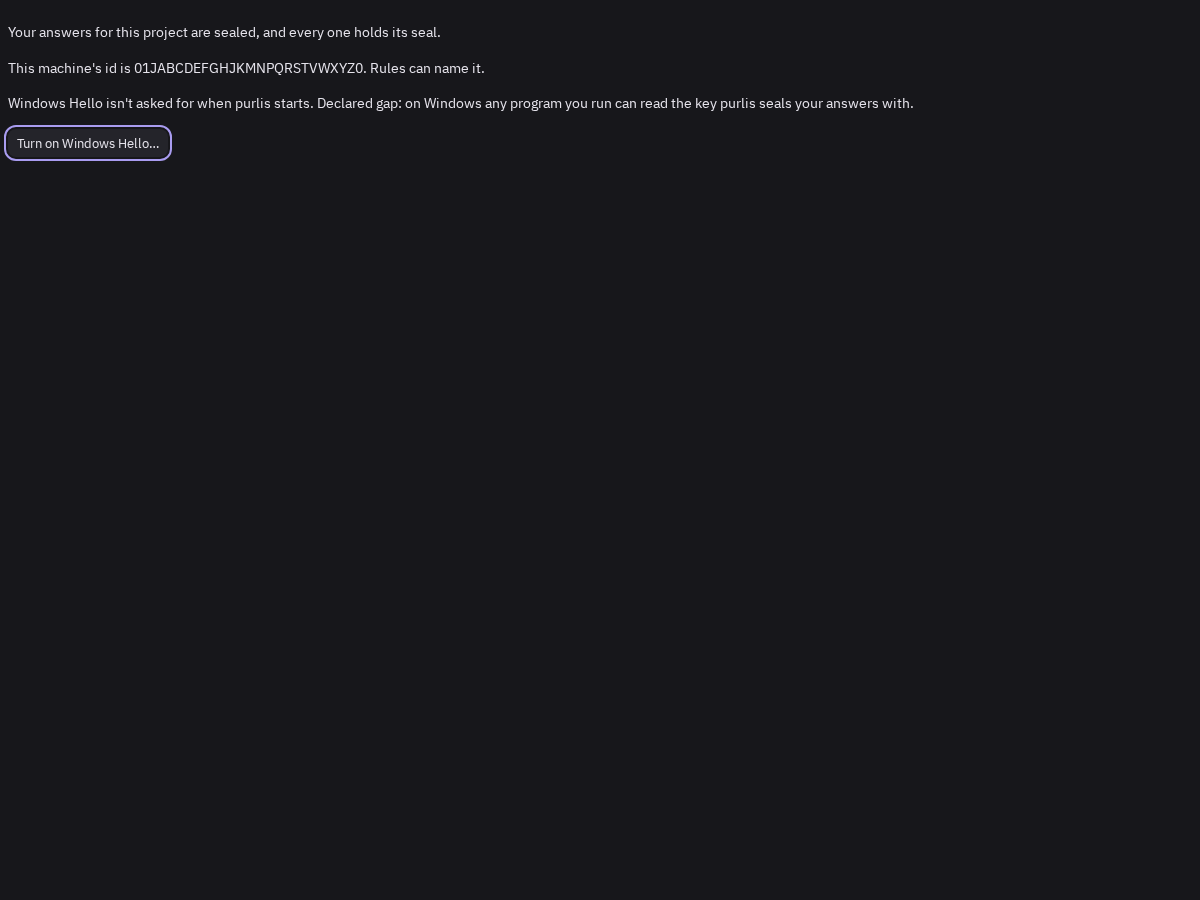 Your answers for this project are sealed, and every one holds its seal.
This machine's id is 01JABCDEFGHJKMNPQRSTVWXYZ0. Rules can name it.
Windows Hello isn't asked for when purlis starts. Declared gap: on Windows any program you run can read the key purlis seals your answers with.
Turn on Windows Hello…